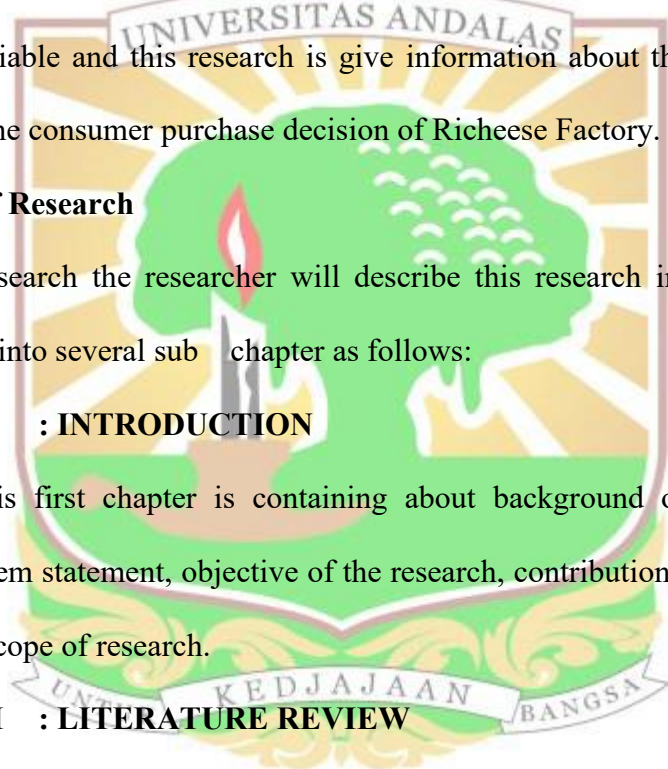 UNIVERSITAS ANDALAS
iable and this research is give information about th
ne consumer purchase decision of Richeese Factory.
f Research
search the researcher will describe this research in
into several sub chapter as follows:
: INTRODUCTION
is first chapter is containing about background o
em statement, objective of the research, contribution
cope of research.
I : LITERATURE REVIEW
UNTUK KEDJAJAAN BANGSA